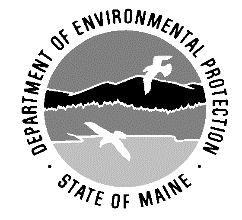 DEPARTMENT OF ENVIRONMENTAL PROTECTION
· STATE OF MAINE ·